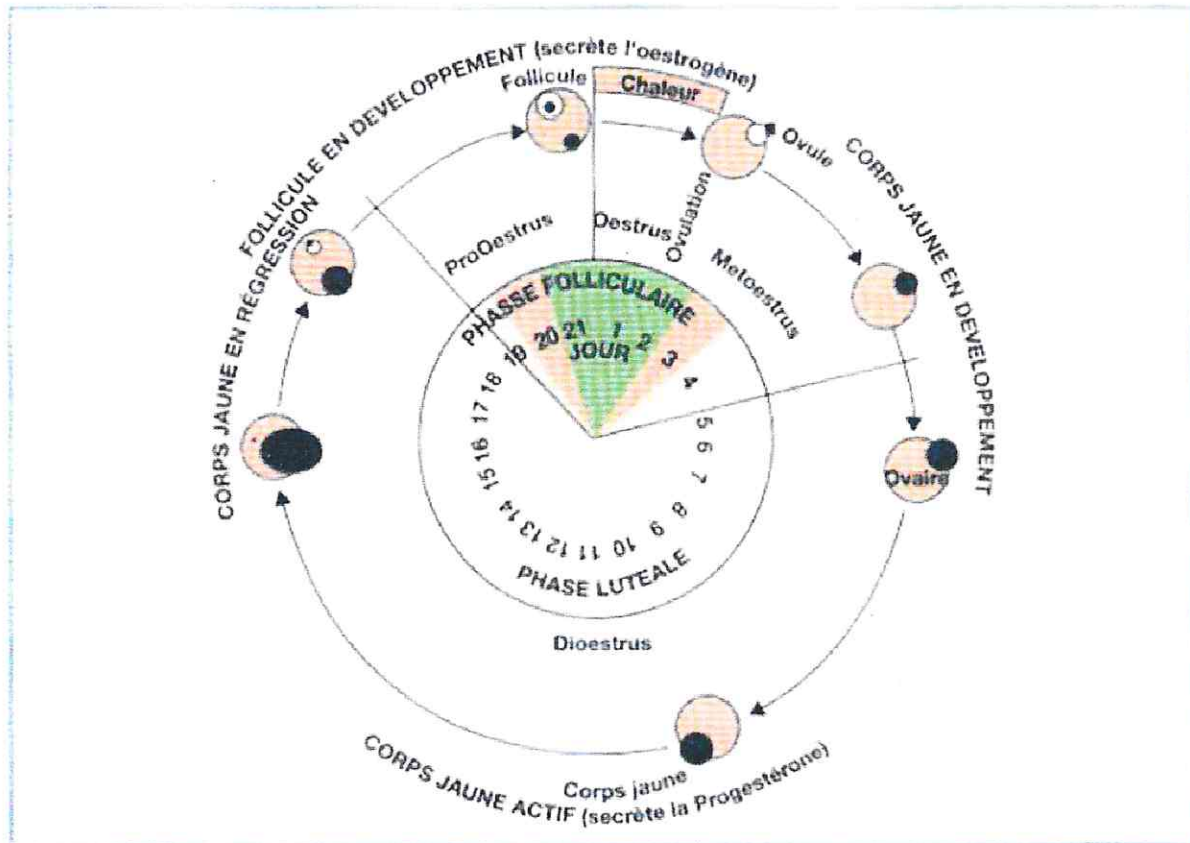 FOLLICULE EN DEVELOPPEMENT (secrète l'oestrogène)
Follicule
Chaleur
Ovule
CORPS JAUNE EN DEVELOPPEMENT
ProOestrus
Oestrus
Ovulation
Metoestrus
CORPS JAUNE EN RÉGRESSION
PHASSE FOLLICULAIRE
JOUR
1
2
3
4
5
6
7
8
9
10
11
12
13
14
15
16
17
18
19
20
21
PHASE LUTEALE
Ovaire
Dioestrus
Corps jaune
CORPS JAUNE ACTIF (secrète la Progestérone)